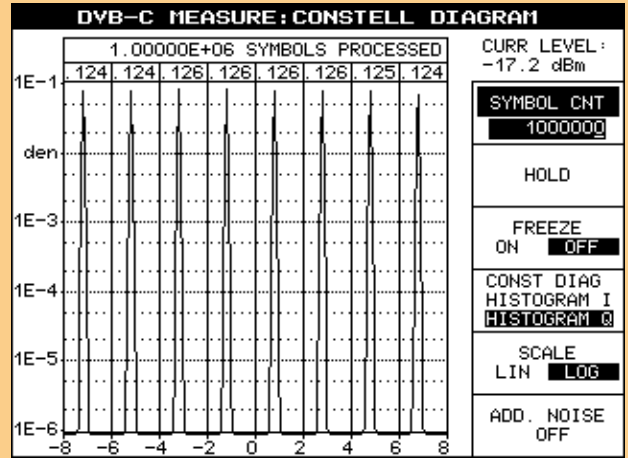 DVB-C MEASURE:CONSTELL DIAGRAM
1.00000E+06 SYMBOLS PROCESSED
.124 .124 .126 .126 .126 .126 .125 .124
1E-1
den
1E-3
1E-4
1E-5
1E-6
-8 -6 -4 -2 0 2 4 6 8
CURR LEVEL:
-17.2 dBm
SYMBOL CNT
1000000
HOLD
FREEZE
ON OFF
CONST DIAG
HISTOGRAM I
HISTOGRAM Q
SCALE
LIN LOG
ADD. NOISE
OFF